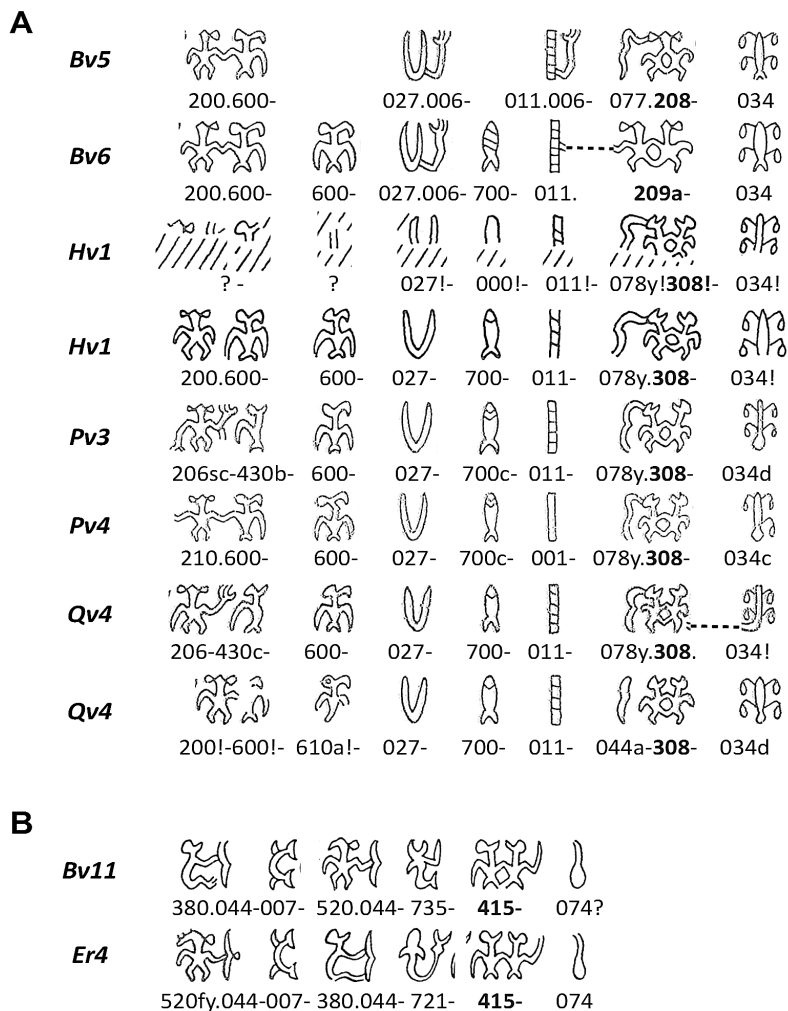 A
Bv5
200.600- 027.006- 011.006- 077.208- 034
Bv6
200.600- 600- 027.006- 700- 011. 209a- 034
Hv1
? - ? 027!- 000!- 011!- 078y!308!- 034!
Hv1
200.600- 600- 027- 700- 011- 078y.308- 034!
Pv3
206sc-430b- 600- 027- 700c- 011- 078y.308- 034d
Pv4
210.600- 600- 027- 700c- 001- 078y.308- 034c
Qv4
206-430c- 600- 027- 700- 011- 078y.308. 034!
Qv4
200!-600!- 610a!- 027- 700- 011- 044a-308- 034d
B
Bv11
380.044-007- 520.044- 735- 415- 074?
Er4
520fy.044-007- 380.044- 721- 415- 074